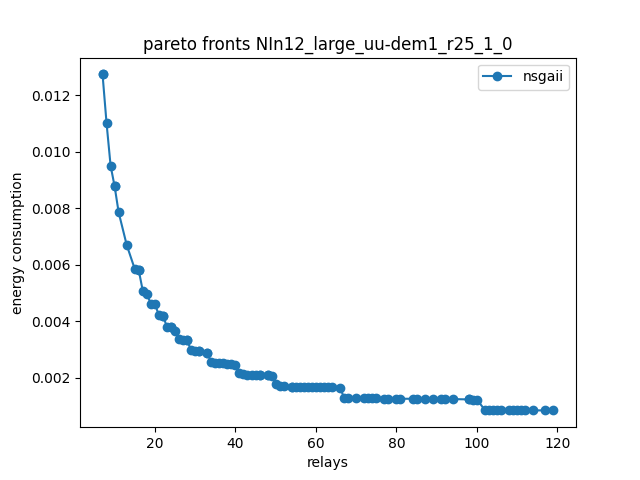 pareto fronts NIn12_large_uu-dem1_r25_1_0
nsgaii
0.012
0.010
0.008
0.006
0.004
0.002
energy consumption
20 40 60 80 100 120
relays